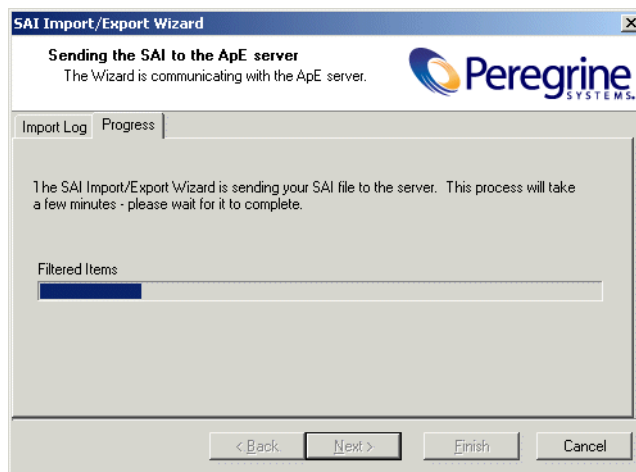 SAI Import/Export Wizard
Sending the SAI to the ApE server
The Wizard is communicating with the ApE server.
Peregrine
SYSTEMS®
Import Log Progress
The SAI Import/Export Wizard is sending your SAI file to the server. This process will take
a few minutes - please wait for it to complete.
Filtered Items
< Back Next > Finish Cancel